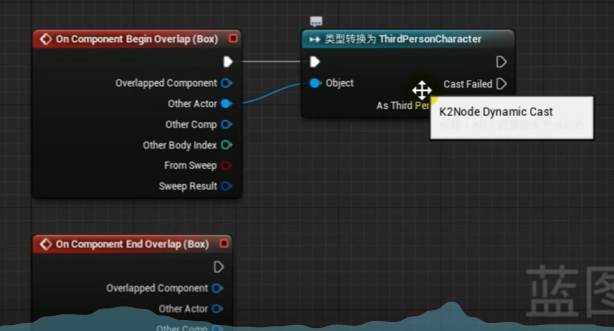 On Component Begin Overlap (Box)
Overlapped Component
Other Actor
Other Comp
Other Body Index
From Sweep
Sweep Result
类型转换为 ThirdPersonCharacter
Object
Cast Failed
As Third
K2Node Dynamic Cast
On Component End Overlap (Box)
Overlapped Component
Other Actor
Other Comp
蓝图